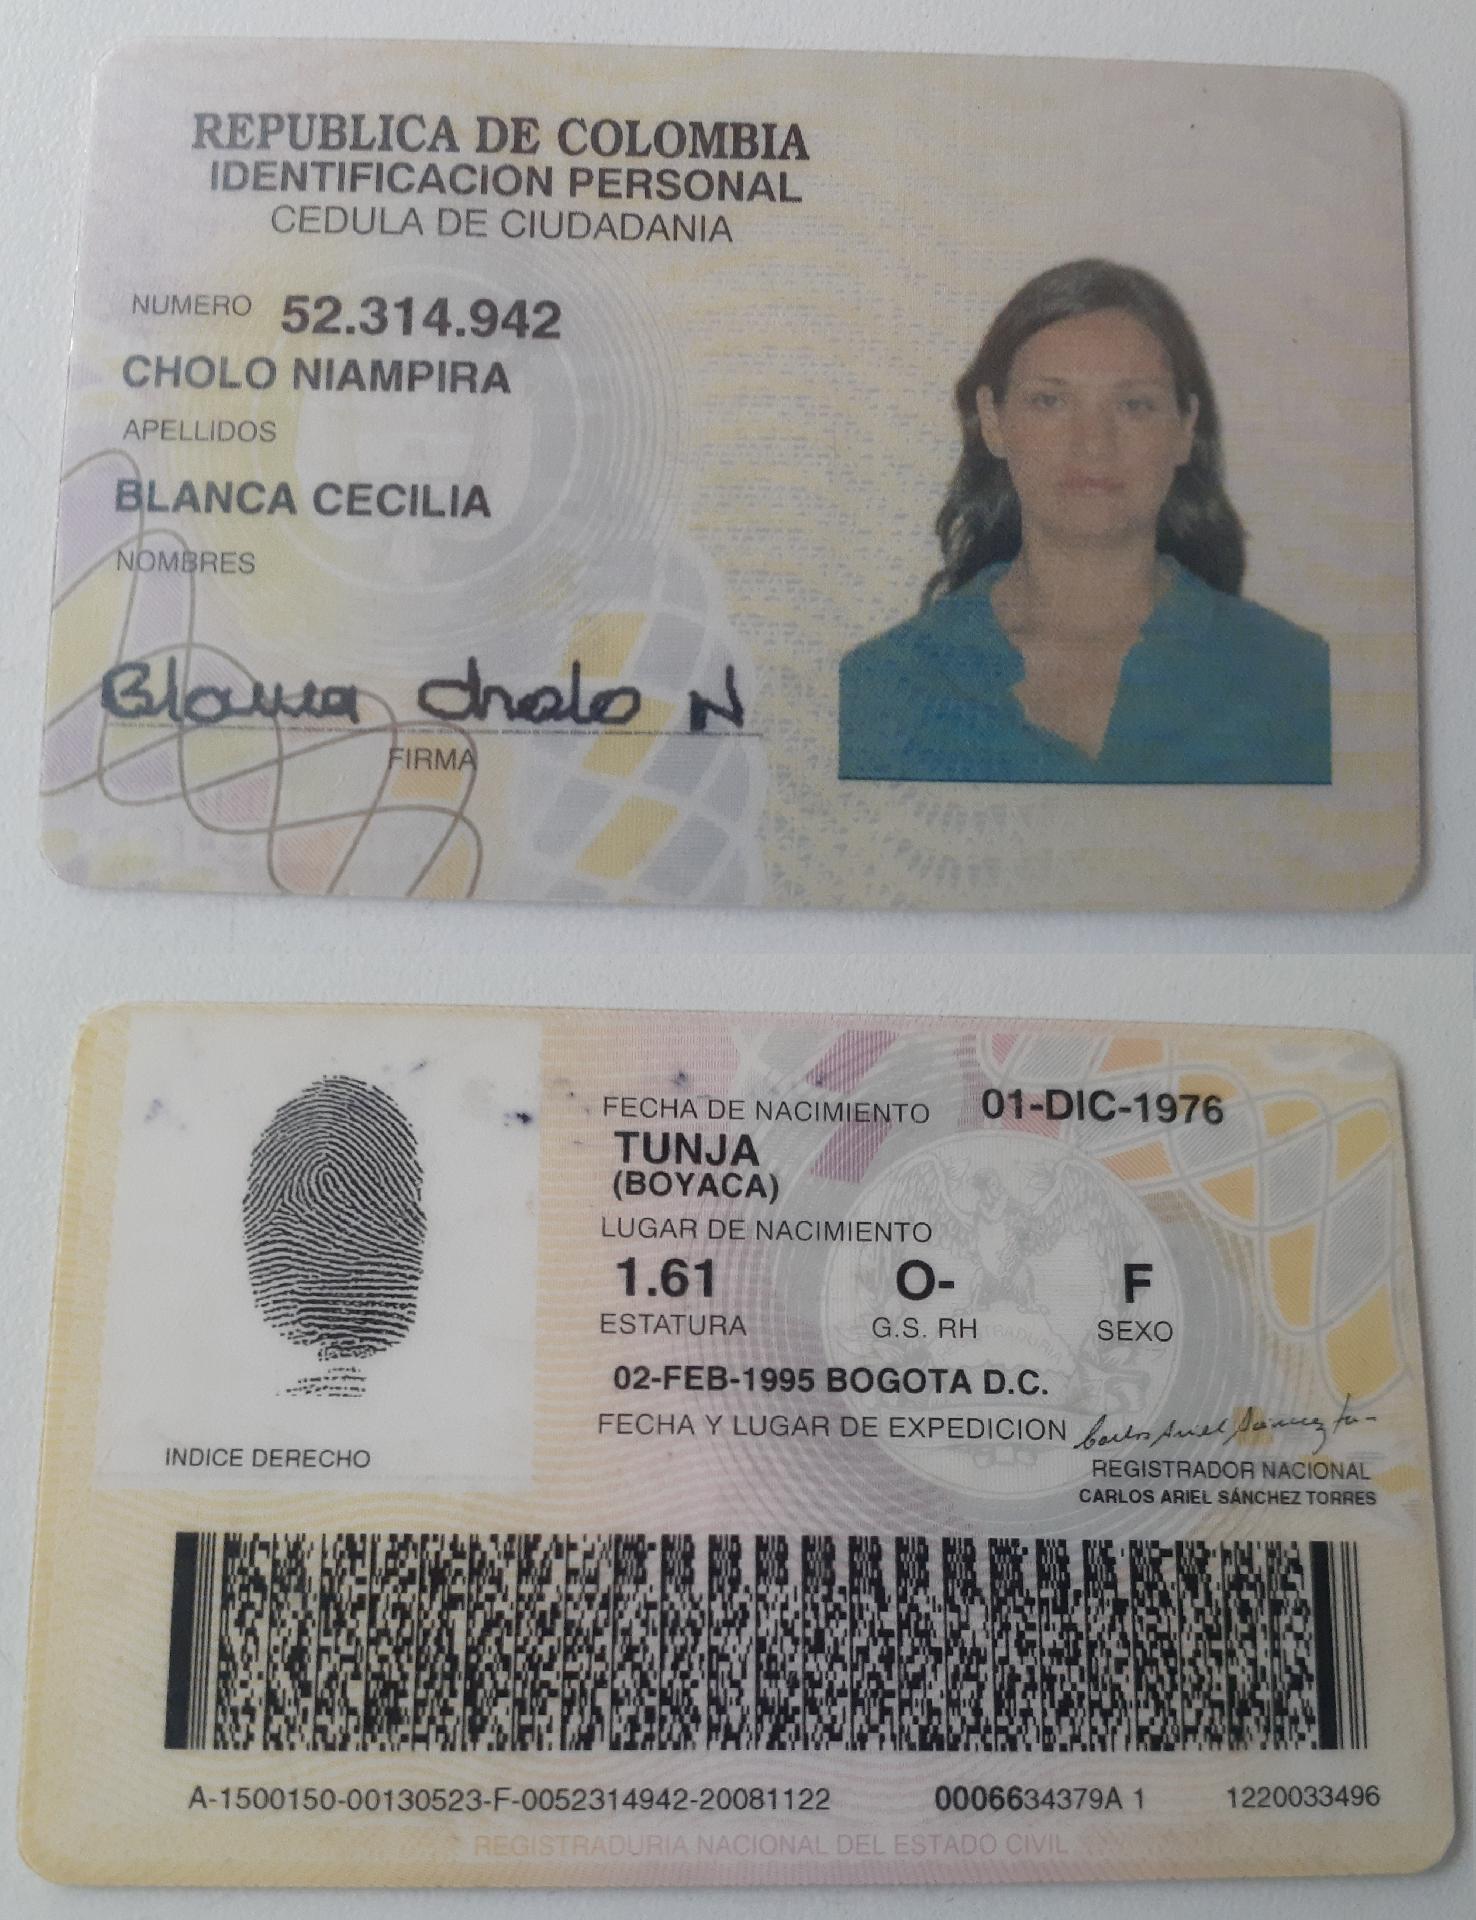 REPUBLICA DE COLOMBIA
IDENTIFICACION PERSONAL
CEDULA DE CIUDADANIA
NUMERO 52.314.942
CHOLO NIAMPIRA
APELLIDOS
BLANCA CECILIA
NOMBRES
Blanca Cholo N
FIRMA
FECHA DE NACIMIENTO 01-DIC-1976
TUNJA
(BOYACA)
LUGAR DE NACIMIENTO
1.61 O- F
ESTATURA G.S. RH SEXO
02-FEB-1995 BOGOTA D.C.
FECHA Y LUGAR DE EXPEDICION
INDICE DERECHO
REGISTRADOR NACIONAL
CARLOS ARIEL SÁNCHEZ TORRES
A-1500150-00130523-F-0052314942-20081122 0006634379A 1 1220033496
REGISTRADURIA NACIONAL DEL ESTADO CIVIL